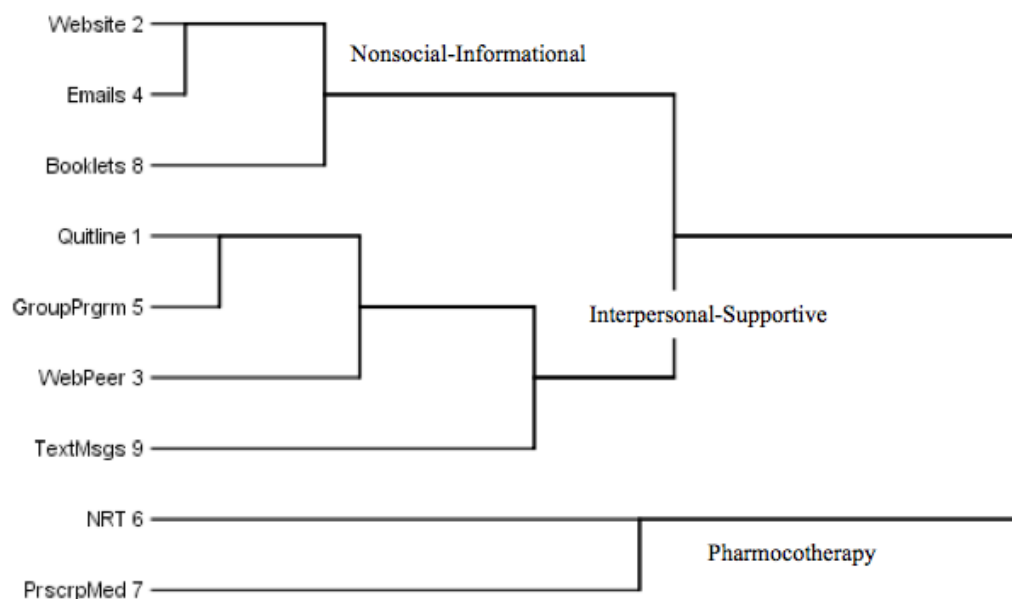 Website 2
Nonsocial-Informational
Emails 4
Booklets 8
Quitline 1
GroupPrgrm 5
Interpersonal-Supportive
WebPeer 3
TextMsgs 9
NRT 6
Pharmocotherapy
PrscrpMed 7